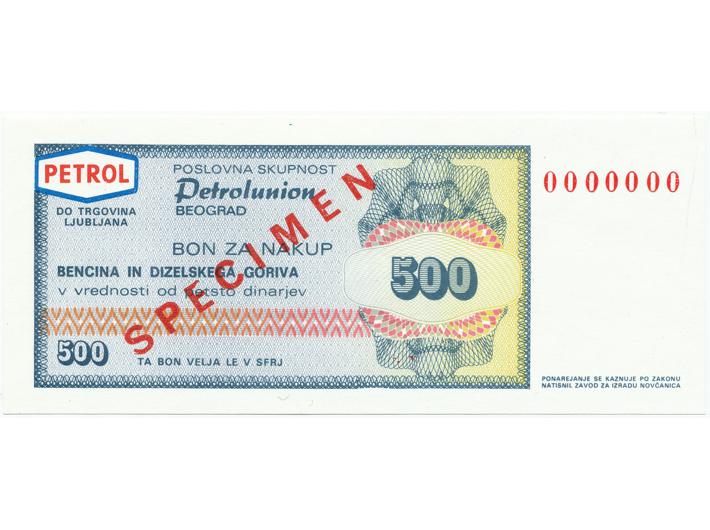 PETROL
DO TRGOVINA
LJUBLJANA
POSLOVNA SKUPNOST
Petrolunion
BEOGRAD
BON ZA NAKUP
BENCINA IN DIZELSKEGA GORIVA
v vrednosti od petsto dinarjev
500
TA BON VELJA LE V SFRJ
SPECIMEN
500
0000000
PONAREJANJE SE KAZNUJE PO ZAKONU
NATISNIL ZAVOD ZA IZRADU NOVČANICA